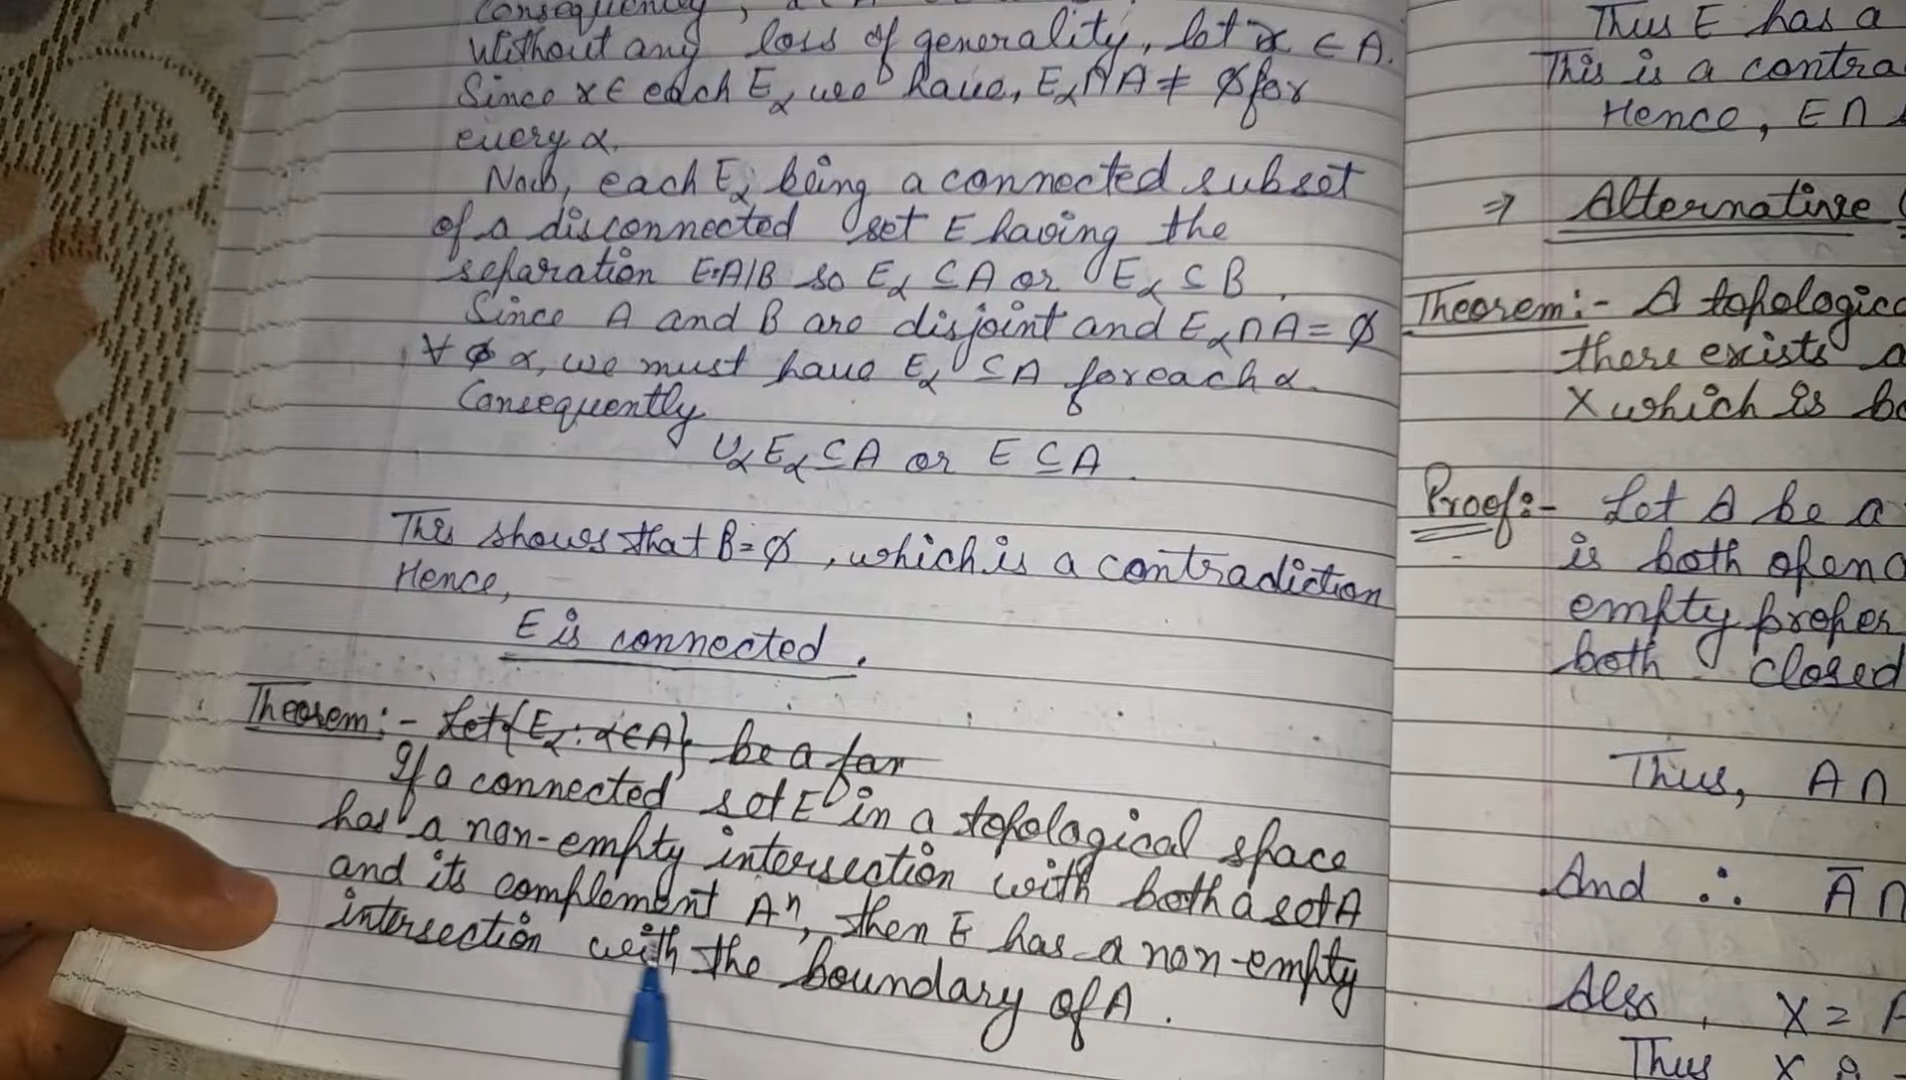 Consequently,
Without any loss of generality, let x ∈ A.
Since x ∈ each Eα we have, Eα∩A ≠ ∅ for
every α.
Now, each Eα being a connected subset
of a disconnected set E having the
separation E=A|B so Eα ⊆ A or Eα ⊆ B.
Since A and B are disjoint and Eα∩A = ∅
∀ α, we must have Eα ⊆ A for each α.
Consequently
∪αEα ⊆ A or E ⊆ A.
This shows that B=∅, which is a contradiction
Hence,
E is connected.
Theorem:- Let {Eα : α∈A} be a fam
If a connected set E in a topological space
has a non-empty intersection with both a set A
and its complement Aⁿ, then E has a non-empty
intersection with the boundary of A.
Thus E has a
This is a contra
Hence, E∩
⇒ Alternative
Theorem:- A topologica
there exists a
X which is bo
Proof:- Let A be a
is both open a
empty proper
both closed
Thus, A∩
And ∴ Ā∩
Also, X =
Thus X